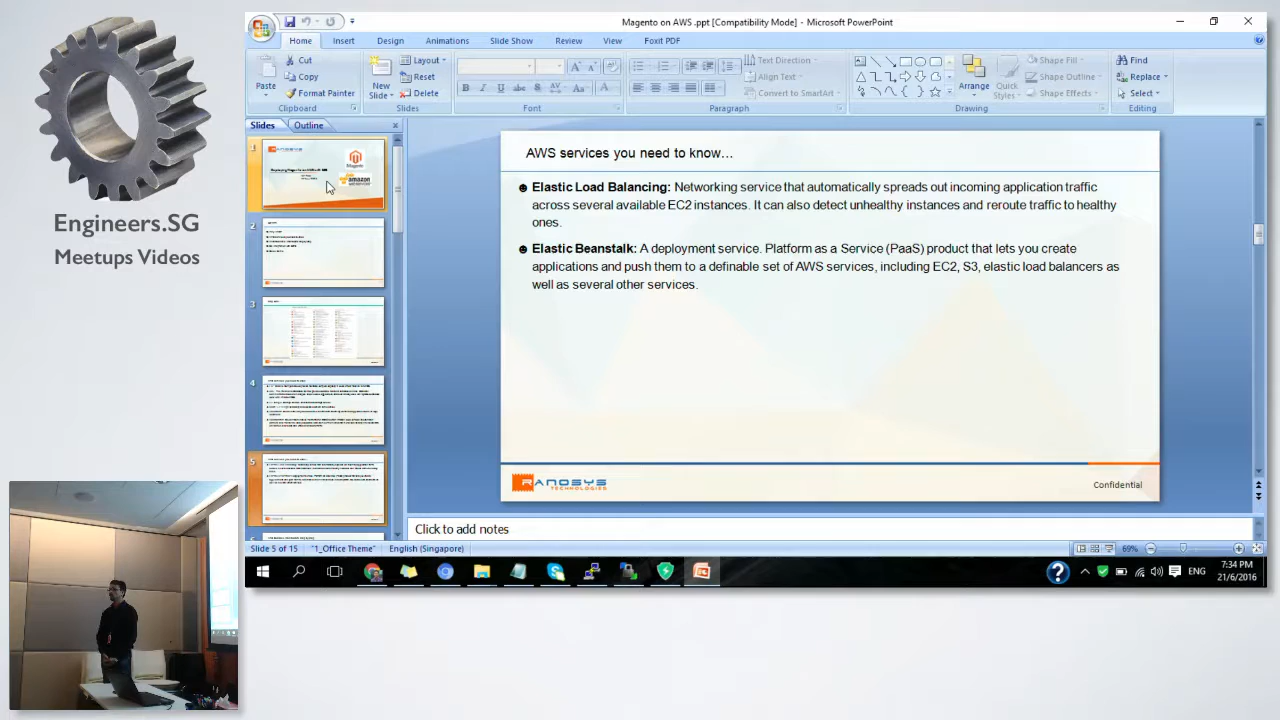 Engineers.SG
Meetups Videos
Magento on AWS .ppt [Compatibility Mode] - Microsoft PowerPoint
Home Insert Design Animations Slide Show Review View Foxit PDF
Paste
Cut
Copy
Format Painter
Clipboard
New
Slide
Layout
Reset
Delete
Slides
Font
Paragraph
Text Direction
Align Text
Convert to SmartArt
Arrange
Quick
Styles
Shape Fill
Shape Outline
Shape Effects
Drawing
Find
Replace
Select
Editing
Slides Outline
1
2
3
4
5
AWS services you need to know…
Elastic Load Balancing: Networking service that automatically spreads out incoming application traffic
across several available EC2 instances. It can also detect unhealthy instances and reroute traffic to healthy
ones.
Elastic Beanstalk: A deployment service. Platform as a Service (PaaS) product that lets you create
applications and push them to a definable set of AWS services, including EC2, S3, elastic load balancers as
well as several other services.
RANOSYS
TECHNOLOGIES
Confidential
Click to add notes
Slide 5 of 15 "1_Office Theme" English (Singapore) 69%
ENG
7:34 PM
21/6/2016